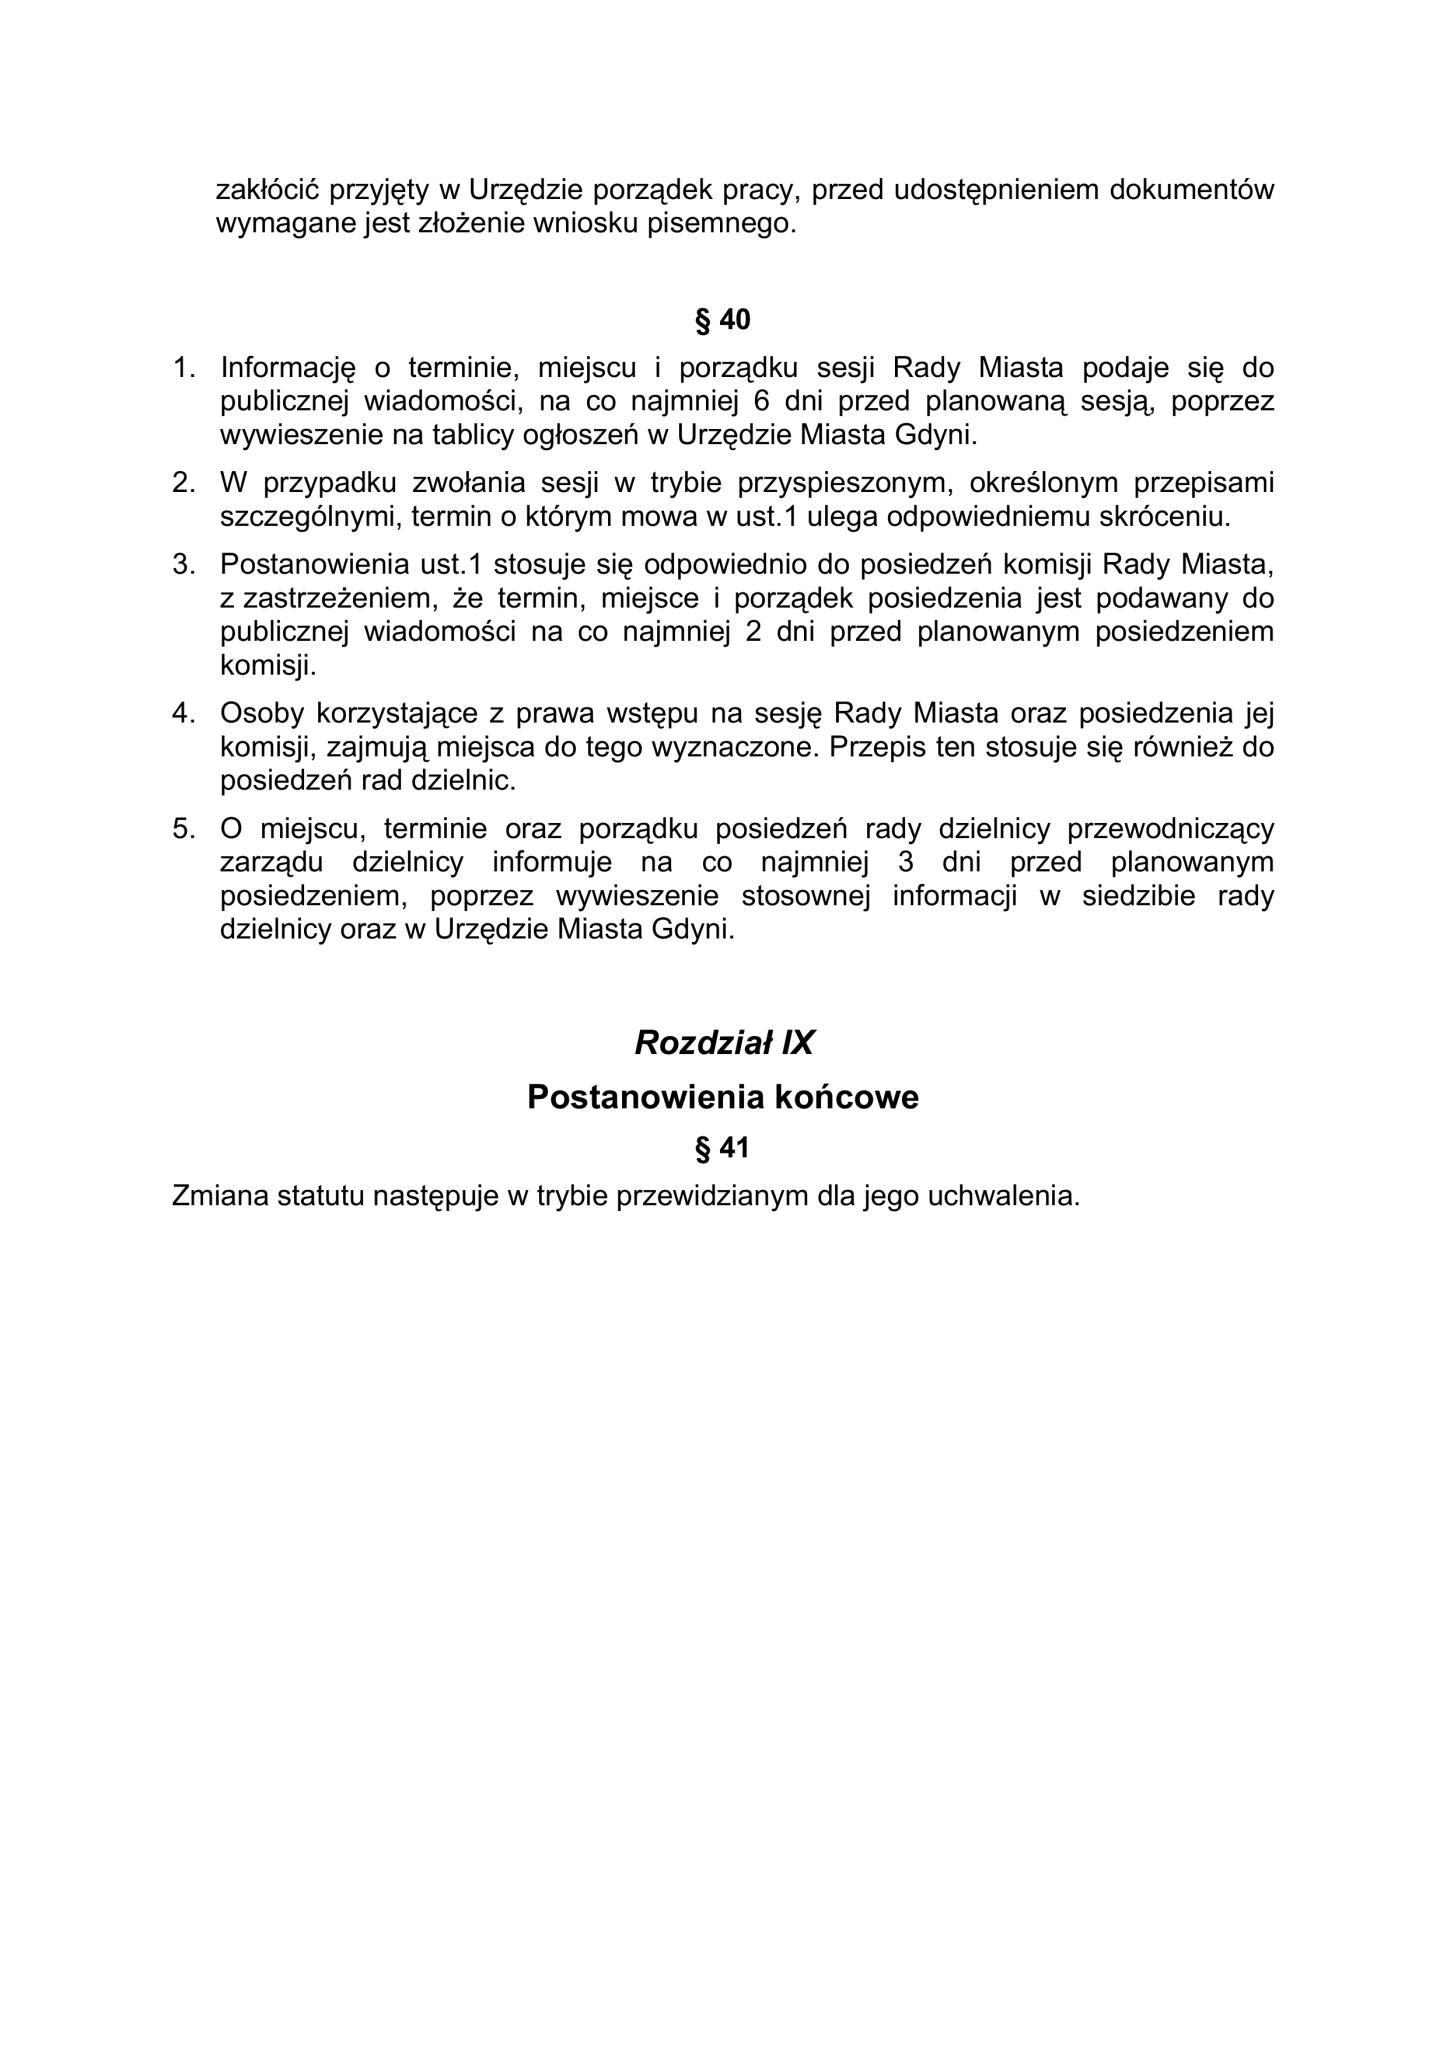 zakłócić przyjęty w Urzędzie porządek pracy, przed udostępnieniem dokumentów
wymagane jest złożenie wniosku pisemnego.
§ 40
1. Informację o terminie, miejscu i porządku sesji Rady Miasta podaje się do
publicznej wiadomości, na co najmniej 6 dni przed planowaną sesją, poprzez
wywieszenie na tablicy ogłoszeń w Urzędzie Miasta Gdyni.
2. W przypadku zwołania sesji w trybie przyspieszonym, określonym przepisami
szczególnymi, termin o którym mowa w ust.1 ulega odpowiedniemu skróceniu.
3. Postanowienia ust.1 stosuje się odpowiednio do posiedzeń komisji Rady Miasta,
z zastrzeżeniem, że termin, miejsce i porządek posiedzenia jest podawany do
publicznej wiadomości na co najmniej 2 dni przed planowanym posiedzeniem
komisji.
4. Osoby korzystające z prawa wstępu na sesję Rady Miasta oraz posiedzenia jej
komisji, zajmują miejsca do tego wyznaczone. Przepis ten stosuje się również do
posiedzeń rad dzielnic.
5. O miejscu, terminie oraz porządku posiedzeń rady dzielnicy przewodniczący
zarządu dzielnicy informuje na co najmniej 3 dni przed planowanym
posiedzeniem, poprzez wywieszenie stosownej informacji w siedzibie rady
dzielnicy oraz w Urzędzie Miasta Gdyni.
Rozdział IX
Postanowienia końcowe
§ 41
Zmiana statutu następuje w trybie przewidzianym dla jego uchwalenia.